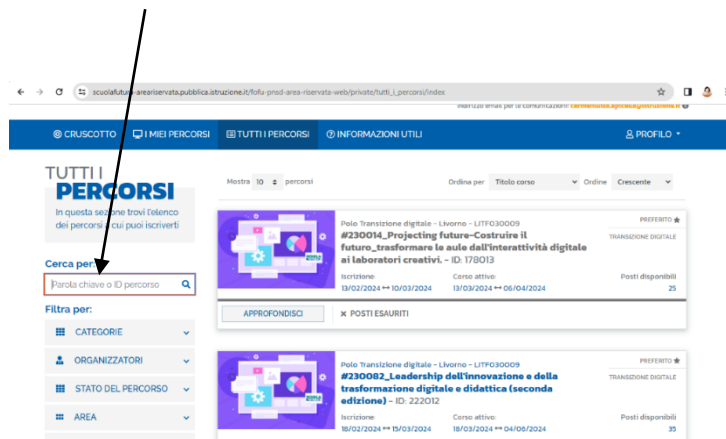 scuolafutura-areariservata.pubblica.istruzione.it/fofu-pnsd-area-riservata-web/private/tutti_i_percorsi/index
Indirizzo email per le comunicazioni:
CRUSCOTTO I MIEI PERCORSI TUTTI I PERCORSI INFORMAZIONI UTILI PROFILO
TUTTI I
PERCORSI
In questa sezione trovi l'elenco
dei percorsi a cui puoi iscriverti
Cerca per:
Parola chiave o ID percorso
Filtra per:
CATEGORIE
ORGANIZZATORI
STATO DEL PERCORSO
AREA
Mostra 10 percorsi
Ordina per Titolo corso Ordine Crescente
Polo Transizione digitale - Livorno - LITF030009
PREFERITO
#230014_Projecting future-Costruire il
futuro_trasformare le aule dall'interattività digitale
ai laboratori creativi. - ID: 178013
TRANSIZIONE DIGITALE
Iscrizione: Corso attivo: Posti disponibili
13/02/2024 ↔ 10/03/2024 13/03/2024 ↔ 06/04/2024 25
APPROFONDISCI × POSTI ESAURITI
Polo Transizione digitale - Livorno - LITF030009
PREFERITO
#230082_Leadership dell'innovazione e della
trasformazione digitale e didattica (seconda
edizione) - ID: 222012
TRANSIZIONE DIGITALE
Iscrizione: Corso attivo: Posti disponibili
18/02/2024 ↔ 15/03/2024 18/03/2024 ↔ 04/06/2024 35